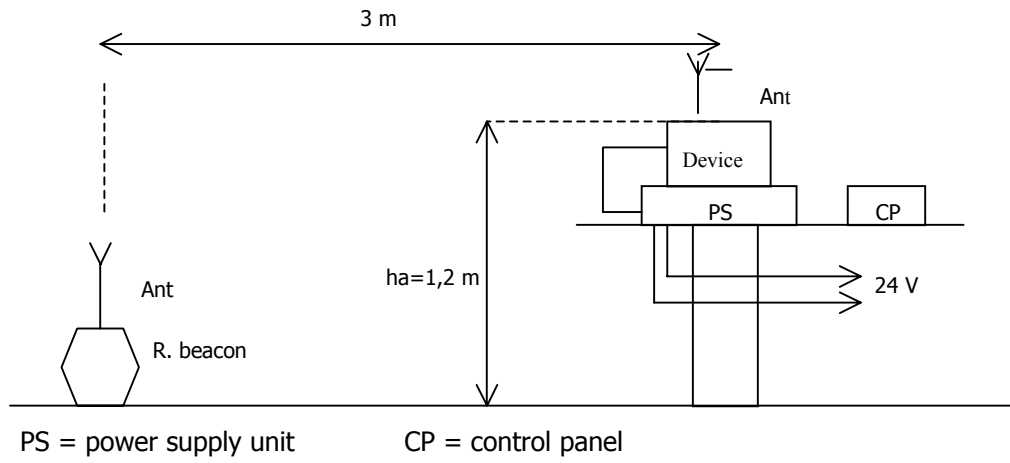 3 m
Ant
Device
PS
CP
ha=1,2 m
24 V
Ant
R. beacon
PS = power supply unit
CP = control panel